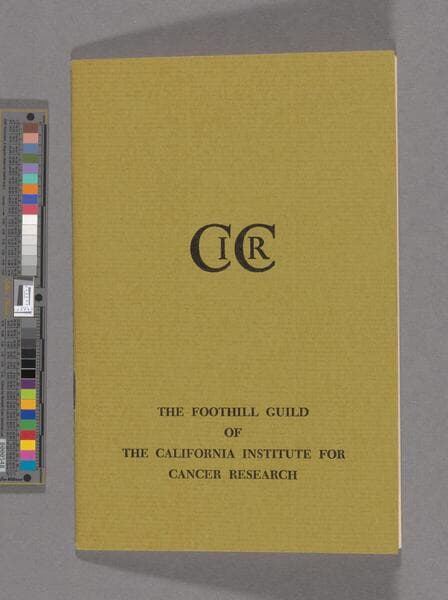 CICR
THE FOOTHILL GUILD
OF
THE CALIFORNIA INSTITUTE FOR
CANCER RESEARCH